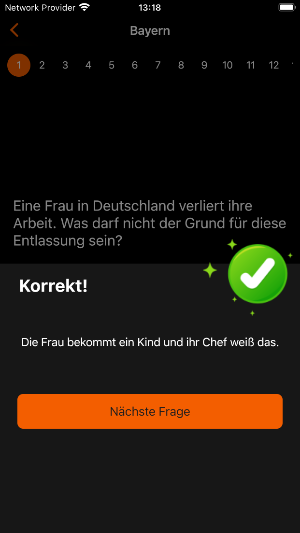 Network Provider 13:18
Bayern
1 2 3 4 5 6 7 8 9 10 11 12
Eine Frau in Deutschland verliert ihre
Arbeit. Was darf nicht der Grund für diese
Entlassung sein?
Korrekt!
Die Frau bekommt ein Kind und ihr Chef weiß das.
Nächste Frage